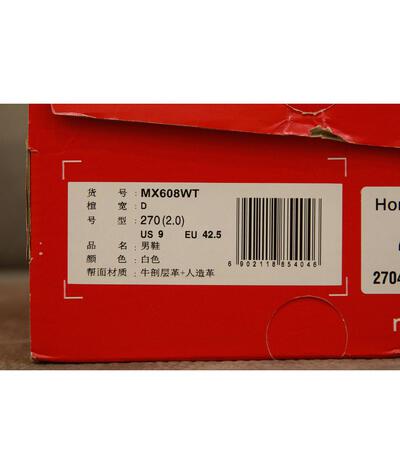 货 号 : MX608WT
楦 宽 : D
号 型 : 270(2.0)
US 9 EU 42.5
品 名 : 男鞋
颜 色 : 白色
帮面材质 : 牛剖层革+人造革
6 902118 854046
Hor
2704